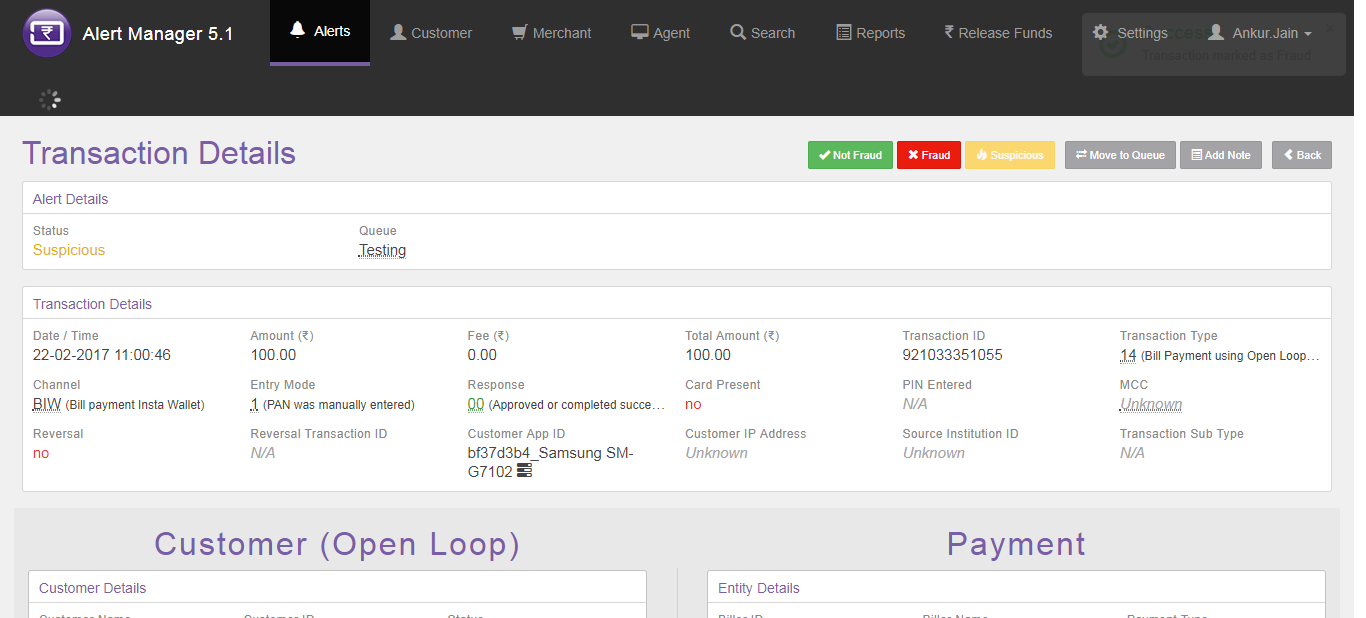 Alert Manager 5.1
Alerts
Customer
Merchant
Agent
Search
Reports
₹ Release Funds
Settings
Ankur.Jain
Transaction marked as Fraud
Transaction Details
Not Fraud
Fraud
Suspicious
Move to Queue
Add Note
Back
Alert Details
Status Queue
Suspicious Testing
Transaction Details
Date / Time Amount (₹) Fee (₹) Total Amount (₹) Transaction ID Transaction Type
22-02-2017 11:00:46 100.00 0.00 100.00 921033351055 14 (Bill Payment using Open Loop…
Channel Entry Mode Response Card Present PIN Entered MCC
BIW (Bill payment Insta Wallet) 1 (PAN was manually entered) 00 (Approved or completed succe… no N/A Unknown
Reversal Reversal Transaction ID Customer App ID Customer IP Address Source Institution ID Transaction Sub Type
no N/A bf37d3b4_Samsung SM- Unknown Unknown N/A
G7102
Customer (Open Loop) Payment
Customer Details Entity Details
Customer Name Customer ID Status Biller ID Biller Name Payment Type